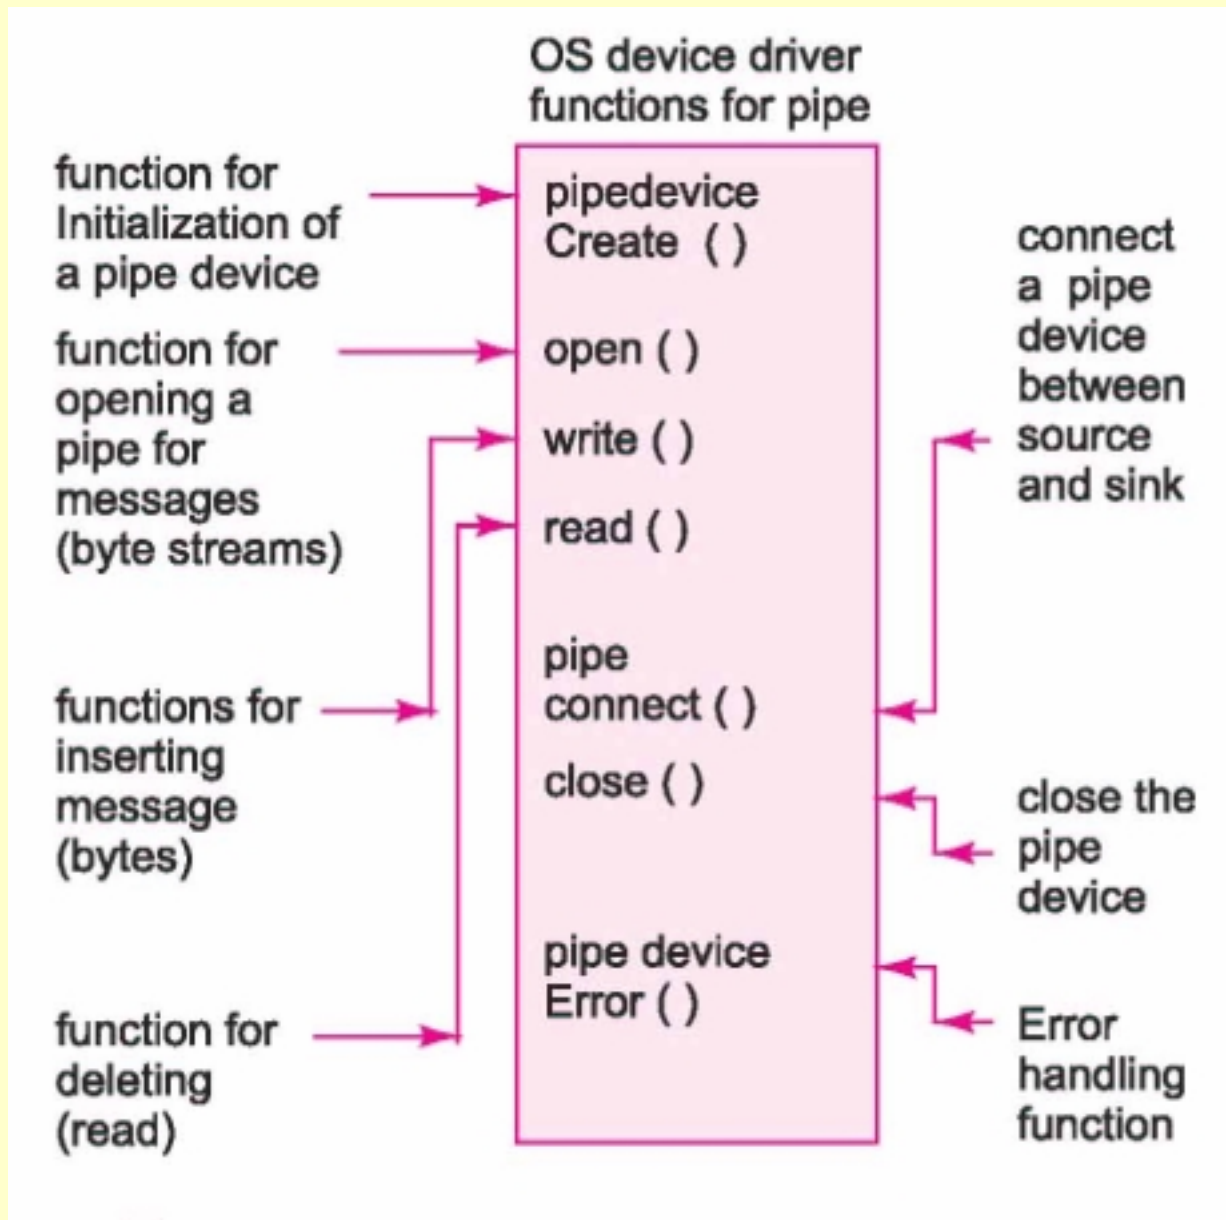 OS device driver
functions for pipe
function for
Initialization of
a pipe device
function for
opening a
pipe for
messages
(byte streams)
functions for
inserting
message
(bytes)
function for
deleting
(read)
pipedevice
Create ( )
open ( )
write ( )
read ( )
pipe
connect ( )
close ( )
pipe device
Error ( )
connect
a pipe
device
between
source
and sink
close the
pipe
device
Error
handling
function